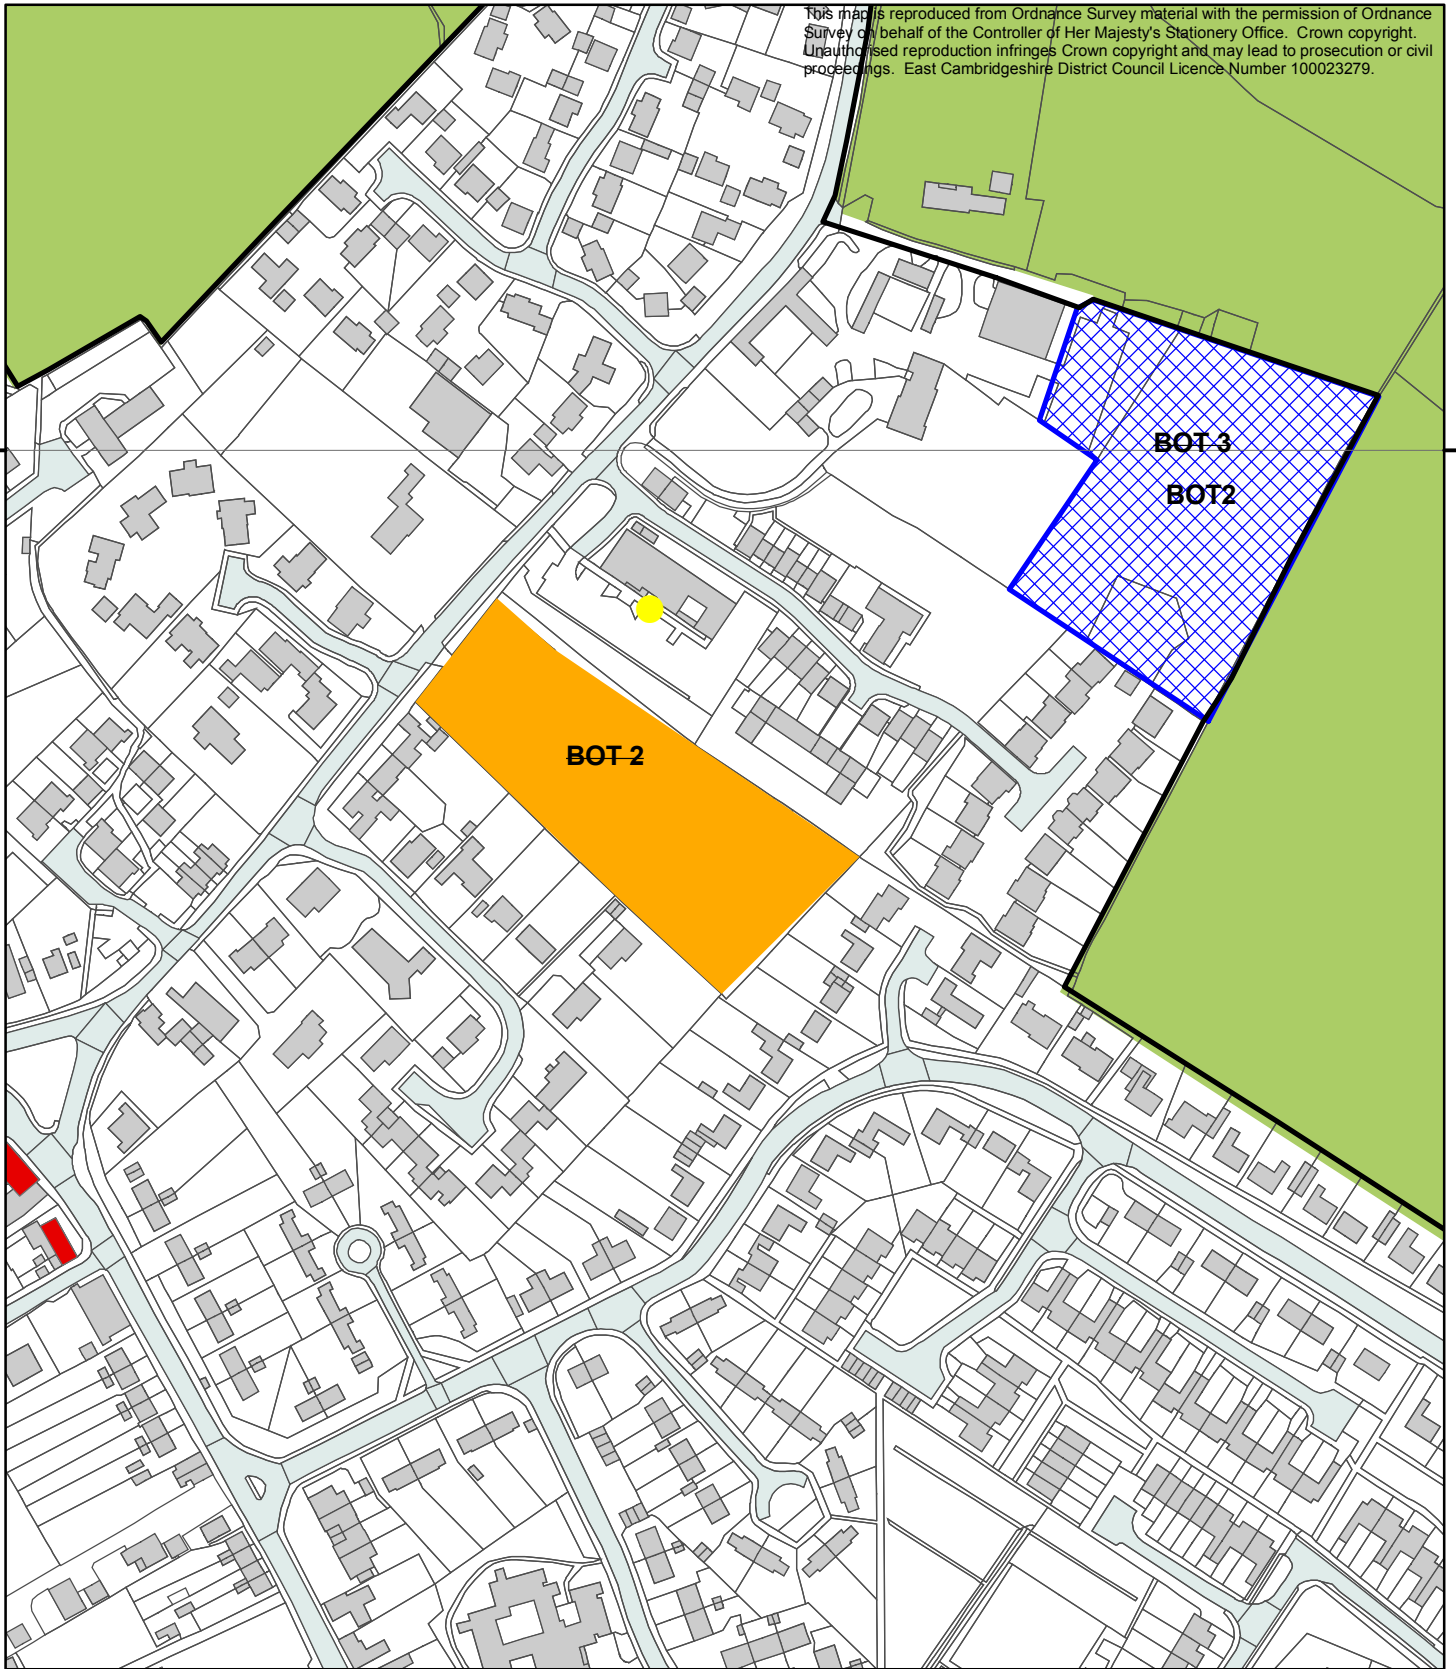 This map is reproduced from Ordnance Survey material with the permission of Ordnance
Survey on behalf of the Controller of Her Majesty's Stationery Office.  Crown copyright.
Unauthorised reproduction infringes Crown copyright and may lead to prosecution or civil
proceedings.  East Cambridgeshire District Council Licence Number 100023279.
BOT 3
BOT2
BOT 2